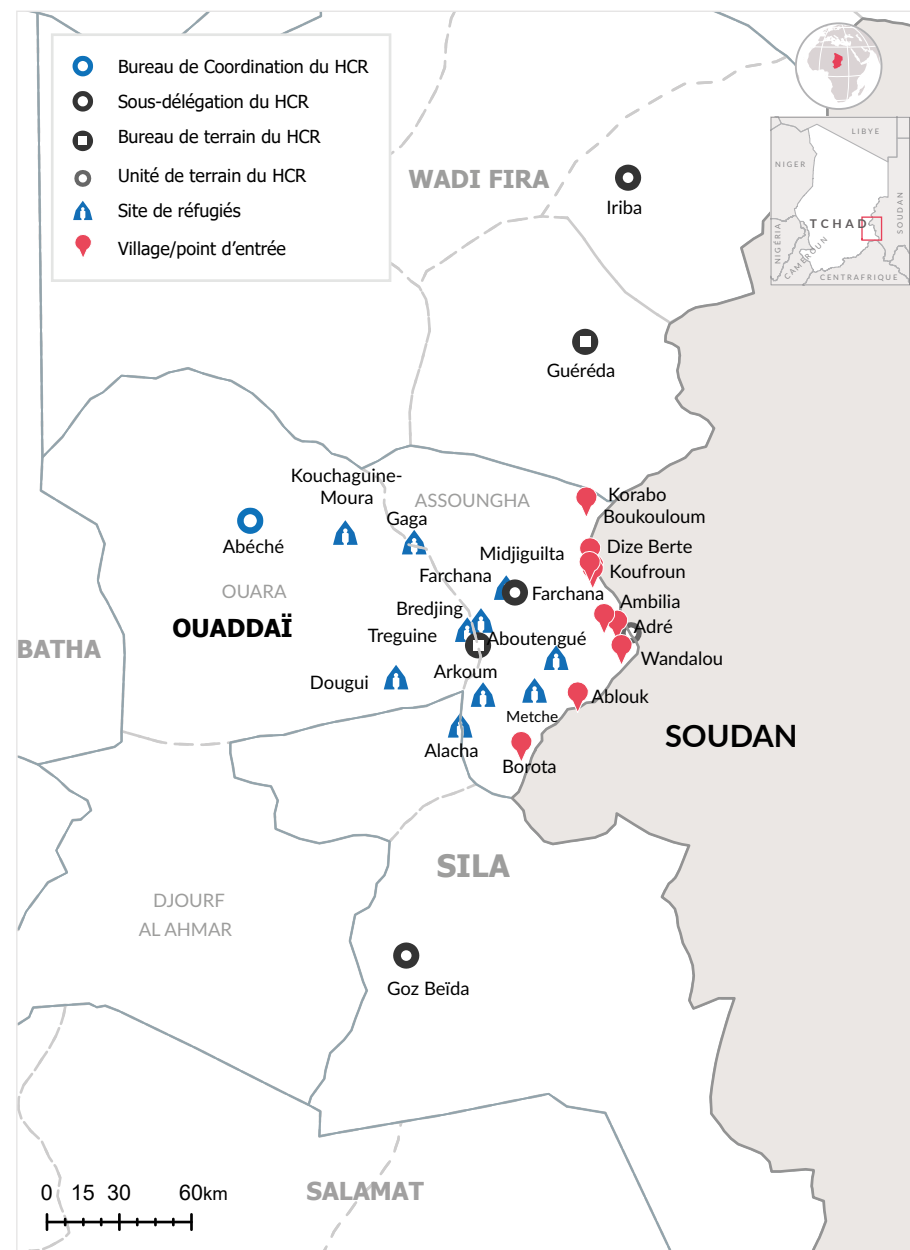 Bureau de Coordination du HCR
Sous-délégation du HCR
Bureau de terrain du HCR
Unité de terrain du HCR
Site de réfugiés
Village/point d'entrée
LIBYE
NIGER
TCHAD
SOUDAN
NIGÉRIA
CAMEROUN
CENTRAFRIQUE
WADI FIRA
Iriba
Guéréda
Kouchaguine-
Moura
ASSOUNGHA
Korabo
Boukouloum
Gaga
Abéché
Midjiguilta
Dize Berte
Koufroun
Farchana
Farchana
OUARA
Bredjing
Ambilia
OUADDAÏ
Treguine
Aboutengué
Adré
BATHA
Wandalou
Arkoum
Dougui
Ablouk
Metche
SOUDAN
Alacha
Borota
SILA
DJOURF
AL AHMAR
Goz Beïda
SALAMAT
0 15 30 60km